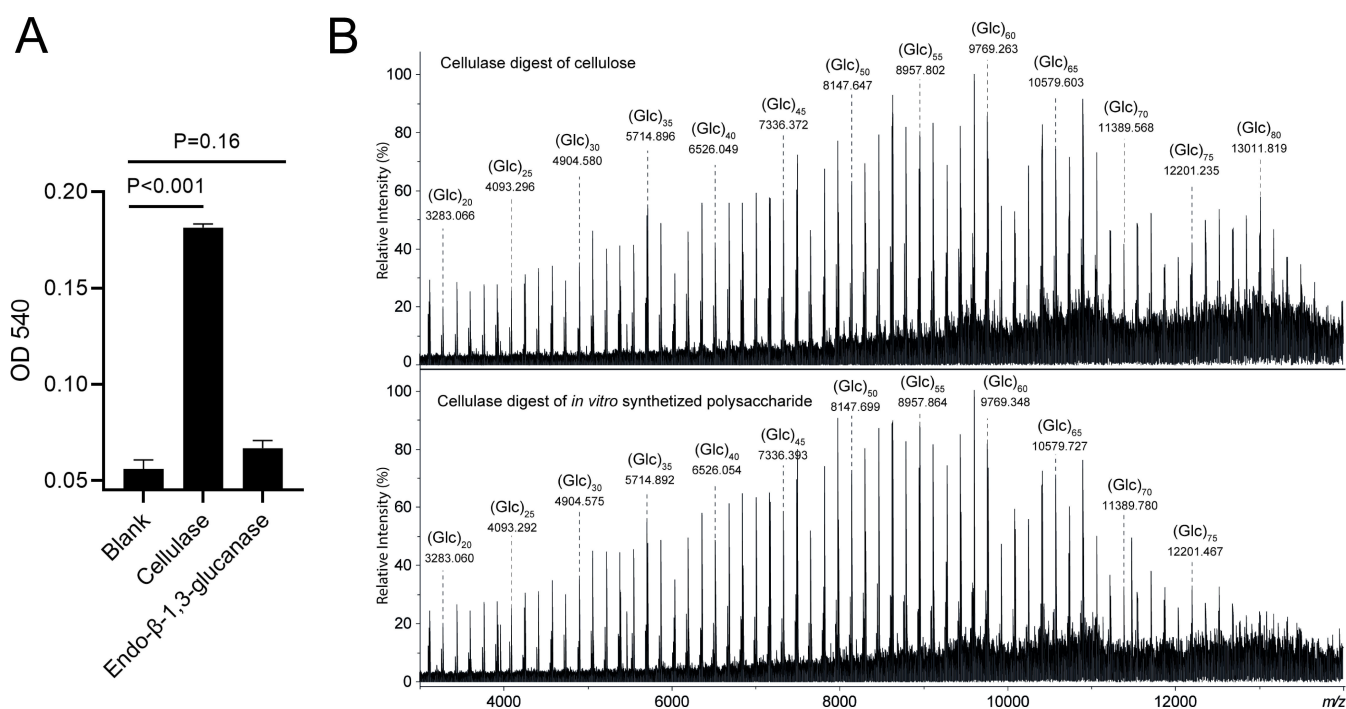 A
P=0.16
P<0.001
0.20
0.15
0.10
0.05
OD 540
Blank
Cellulase
Endo-β-1,3-glucanase
B
Cellulase digest of cellulose
Relative Intensity (%)
100
80
60
40
20
0
(Glc)20
3283.066
(Glc)25
4093.296
(Glc)30
4904.580
(Glc)35
5714.896
(Glc)40
6526.049
(Glc)45
7336.372
(Glc)50
8147.647
(Glc)55
8957.802
(Glc)60
9769.263
(Glc)65
10579.603
(Glc)70
11389.568
(Glc)75
12201.235
(Glc)80
13011.819
Cellulase digest of in vitro synthetized polysaccharide
Relative Intensity (%)
100
80
60
40
20
0
(Glc)20
3283.060
(Glc)25
4093.292
(Glc)30
4904.575
(Glc)35
5714.892
(Glc)40
6526.054
(Glc)45
7336.393
(Glc)50
8147.699
(Glc)55
8957.864
(Glc)60
9769.348
(Glc)65
10579.727
(Glc)70
11389.780
(Glc)75
12201.467
4000 6000 8000 10000 12000 m/z